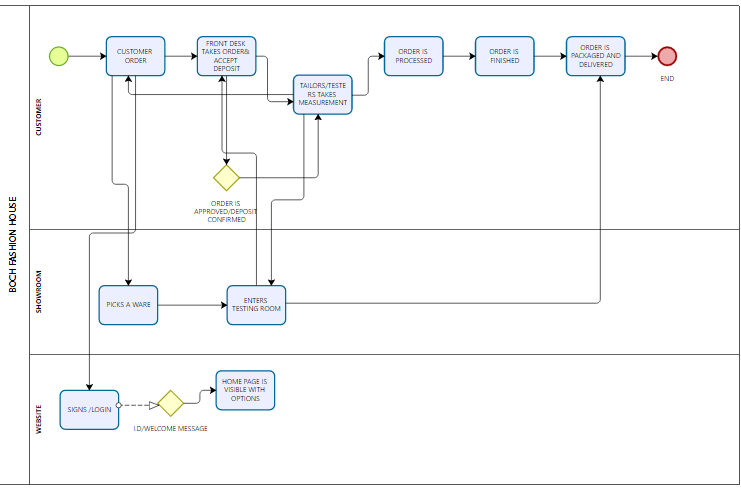 BOCH FASHION HOUSE
CUSTOMER
CUSTOMER
ORDER
FRONT DESK
TAKES ORDER&
ACCEPT
DEPOSIT
TAILORS/TESTE
RS TAKES
MEASUREMENT
ORDER IS
PROCESSED
ORDER IS
FINISHED
ORDER IS
PACKAGED AND
DELIVERED
END
ORDER IS
APPROVED/DEPOSIT
CONFIRMED
SHOWROOM
PICKS A WARE
ENTERS
TESTING ROOM
WEBSITE
SIGNS /LOGIN
I.D/WELCOME MESSAGE
HOME PAGE IS
VISIBLE WITH
OPTIONS